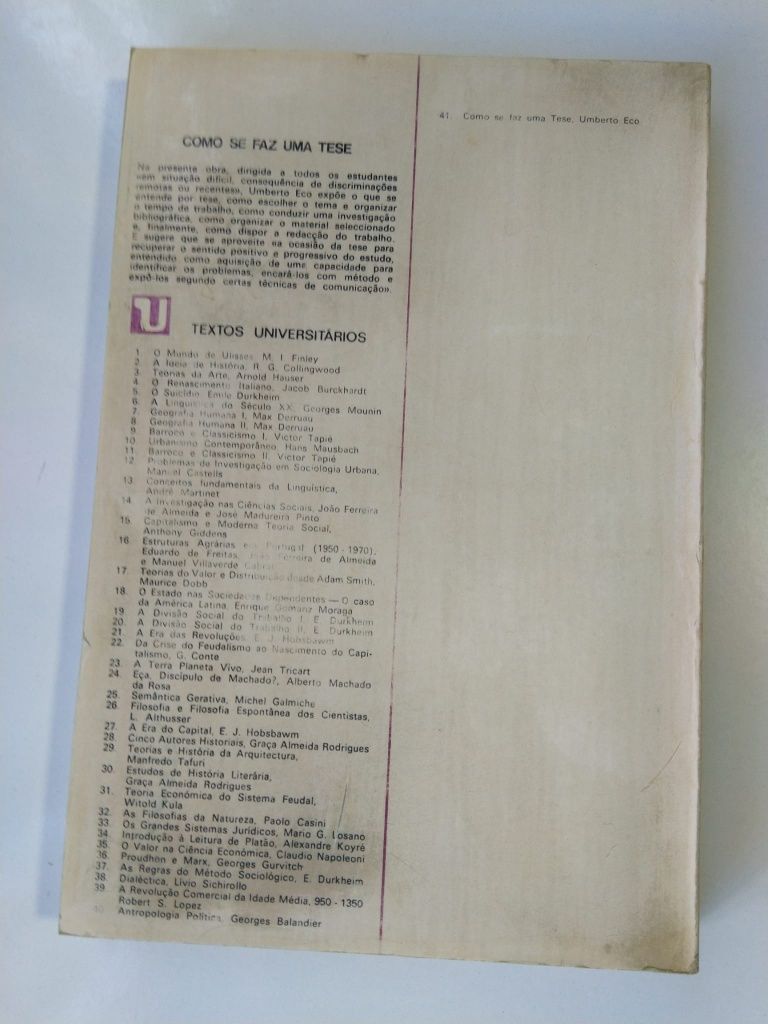 COMO SE FAZ UMA TESE
Na presente obra, dirigida a todos os estudantes
«em situação difícil, consequência de discriminações
remotas ou recentes», Umberto Eco expõe o que se
entende por tese, como escolher o tema e organizar
o tempo de trabalho, como conduzir uma investigação
bibliográfica, como organizar o material seleccionado
e, finalmente, como dispor a redacção do trabalho.
E sugere que se aproveite «a ocasião da tese para
recuperar o sentido positivo e progressivo do estudo,
entendido como aquisição de uma capacidade para
identificar os problemas, encará-los com método e
expô-los segundo certas técnicas de comunicação».
U
TEXTOS UNIVERSITÁRIOS
1 O Mundo de Ulisses, M. I. Finley
2. A Ideia de História, R. G. Collingwood
3. Teorias da Arte, Arnold Hauser
4. O Renascimento Italiano, Jacob Burckhardt
5. O Suicídio, Émile Durkheim
6. A Linguística do Século XX, Georges Mounin
7. Geografia Humana I, Max Derruau
8. Geografia Humana II, Max Derruau
9. Barroco e Classicismo I, Victor Tapié
10. Urbanismo Contemporâneo, Hans Mausbach
11. Barroco e Classicismo II, Victor Tapié
12. Problemas de Investigação em Sociologia Urbana,
Manuel Castells
13. Conceitos fundamentais da Linguística,
André Martinet
14. A Investigação nas Ciências Sociais, João Ferreira
de Almeida e José Madureira Pinto
15. Capitalismo e Moderna Teoria Social,
Anthony Giddens
16. Estruturas Agrárias em Portugal (1950 - 1970),
Eduardo de Freitas, João Ferreira de Almeida
e Manuel Villaverde Cabral
17. Teorias do Valor e Distribuição desde Adam Smith,
Maurice Dobb
18. O Estado nas Sociedades Dependentes — O caso
da América Latina, Enrique Moraga
19. A Divisão Social do Trabalho I, E. Durkheim
20. A Divisão Social do Trabalho II, E. Durkheim
21. A Era das Revoluções, E. J. Hobsbawm
22. Da Crise do Feudalismo ao Nascimento do Capi-
talismo, G. Conte
23. A Terra Planeta Vivo, Jean Tricart
24. Eça, Discípulo de Machado?, Alberto Machado
da Rosa
25. Semântica Gerativa, Michel Galmiche
26. Filosofia e Filosofia Espontânea dos Cientistas,
L. Althusser
27. A Era do Capital, E. J. Hobsbawm
28. Cinco Autores Historiais, Graça Almeida Rodrigues
29. Teorias e História da Arquitectura,
Manfredo Tafuri
30. Estudos de História Literária,
Graça Almeida Rodrigues
31. Teoria Económica do Sistema Feudal,
Witold Kula
32. As Filosofias da Natureza, Paolo Casini
33. Os Grandes Sistemas Jurídicos, Mario G. Losano
34. Introdução à Leitura de Platão, Alexandre Koyré
35. O Valor na Ciência Económica, Claudio Napoleoni
36. Proudhon e Marx, Georges Gurvitch
37. As Regras do Método Sociológico, E. Durkheim
38. Dialéctica, Livio Sichirollo
39. A Revolução Comercial da Idade Média, 950 - 1350
Robert S. Lopez
40. Antropologia Política, Georges Balandier
41. Como se faz uma Tese, Umberto Eco